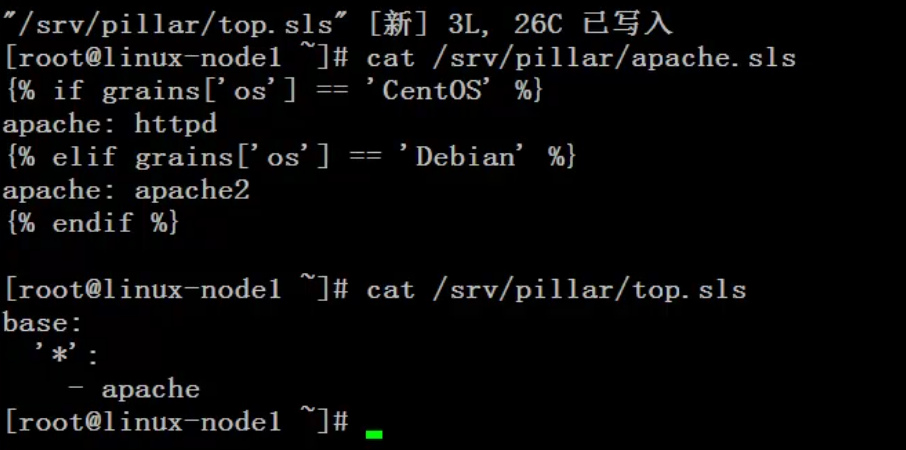 "/srv/pillar/top.sls" [新] 3L, 26C 已写入
[root@linux-node1 ~]# cat /srv/pillar/apache.sls
{% if grains['os'] == 'CentOS' %}
apache: httpd
{% elif grains['os'] == 'Debian' %}
apache: apache2
{% endif %}

[root@linux-node1 ~]# cat /srv/pillar/top.sls
base:
  '*':
    - apache
[root@linux-node1 ~]#